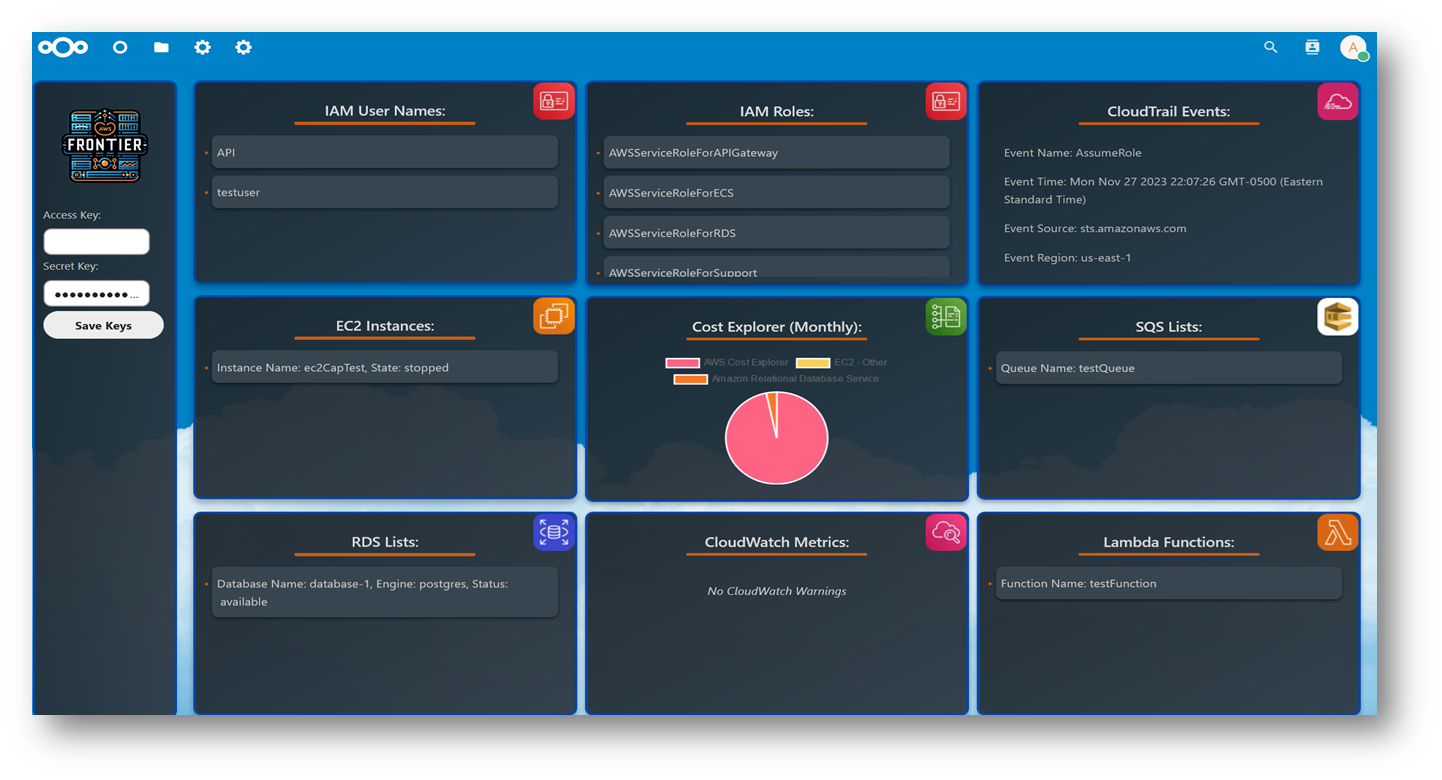 A
AWS
FRONTIER
Access Key:
Secret Key:
●●●●●●●●●●...
Save Keys
IAM User Names:
API
testuser
IAM Roles:
AWSServiceRoleForAPIGateway
AWSServiceRoleForECS
AWSServiceRoleForRDS
AWSServiceRoleForSupport
CloudTrail Events:
Event Name: AssumeRole
Event Time: Mon Nov 27 2023 22:07:26 GMT-0500 (Eastern
Standard Time)
Event Source: sts.amazonaws.com
Event Region: us-east-1
EC2 Instances:
Instance Name: ec2CapTest, State: stopped
Cost Explorer (Monthly):
AWS Cost Explorer
EC2 - Other
Amazon Relational Database Service
SQS Lists:
Queue Name: testQueue
RDS Lists:
Database Name: database-1, Engine: postgres, Status:
available
CloudWatch Metrics:
No CloudWatch Warnings
Lambda Functions:
Function Name: testFunction